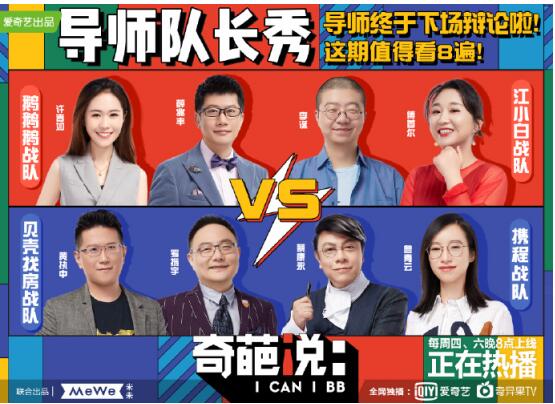 爱奇艺出品
导师队长秀
导师终于下场辩论啦!
这期值得看8遍!
鹅鹅鹅战队
许吉如
薛兆丰
李诞
傅首尔
江小白战队
VS
贝壳找房战队
黄执中
罗振宇
蔡康永
詹青云
携程战队
奇葩说:
I CAN I BB
每周四、六晚8点上线
正在热播
联合出品
MeWe 未末
全网独播:
iQIYI 爱奇艺
奇异果TV